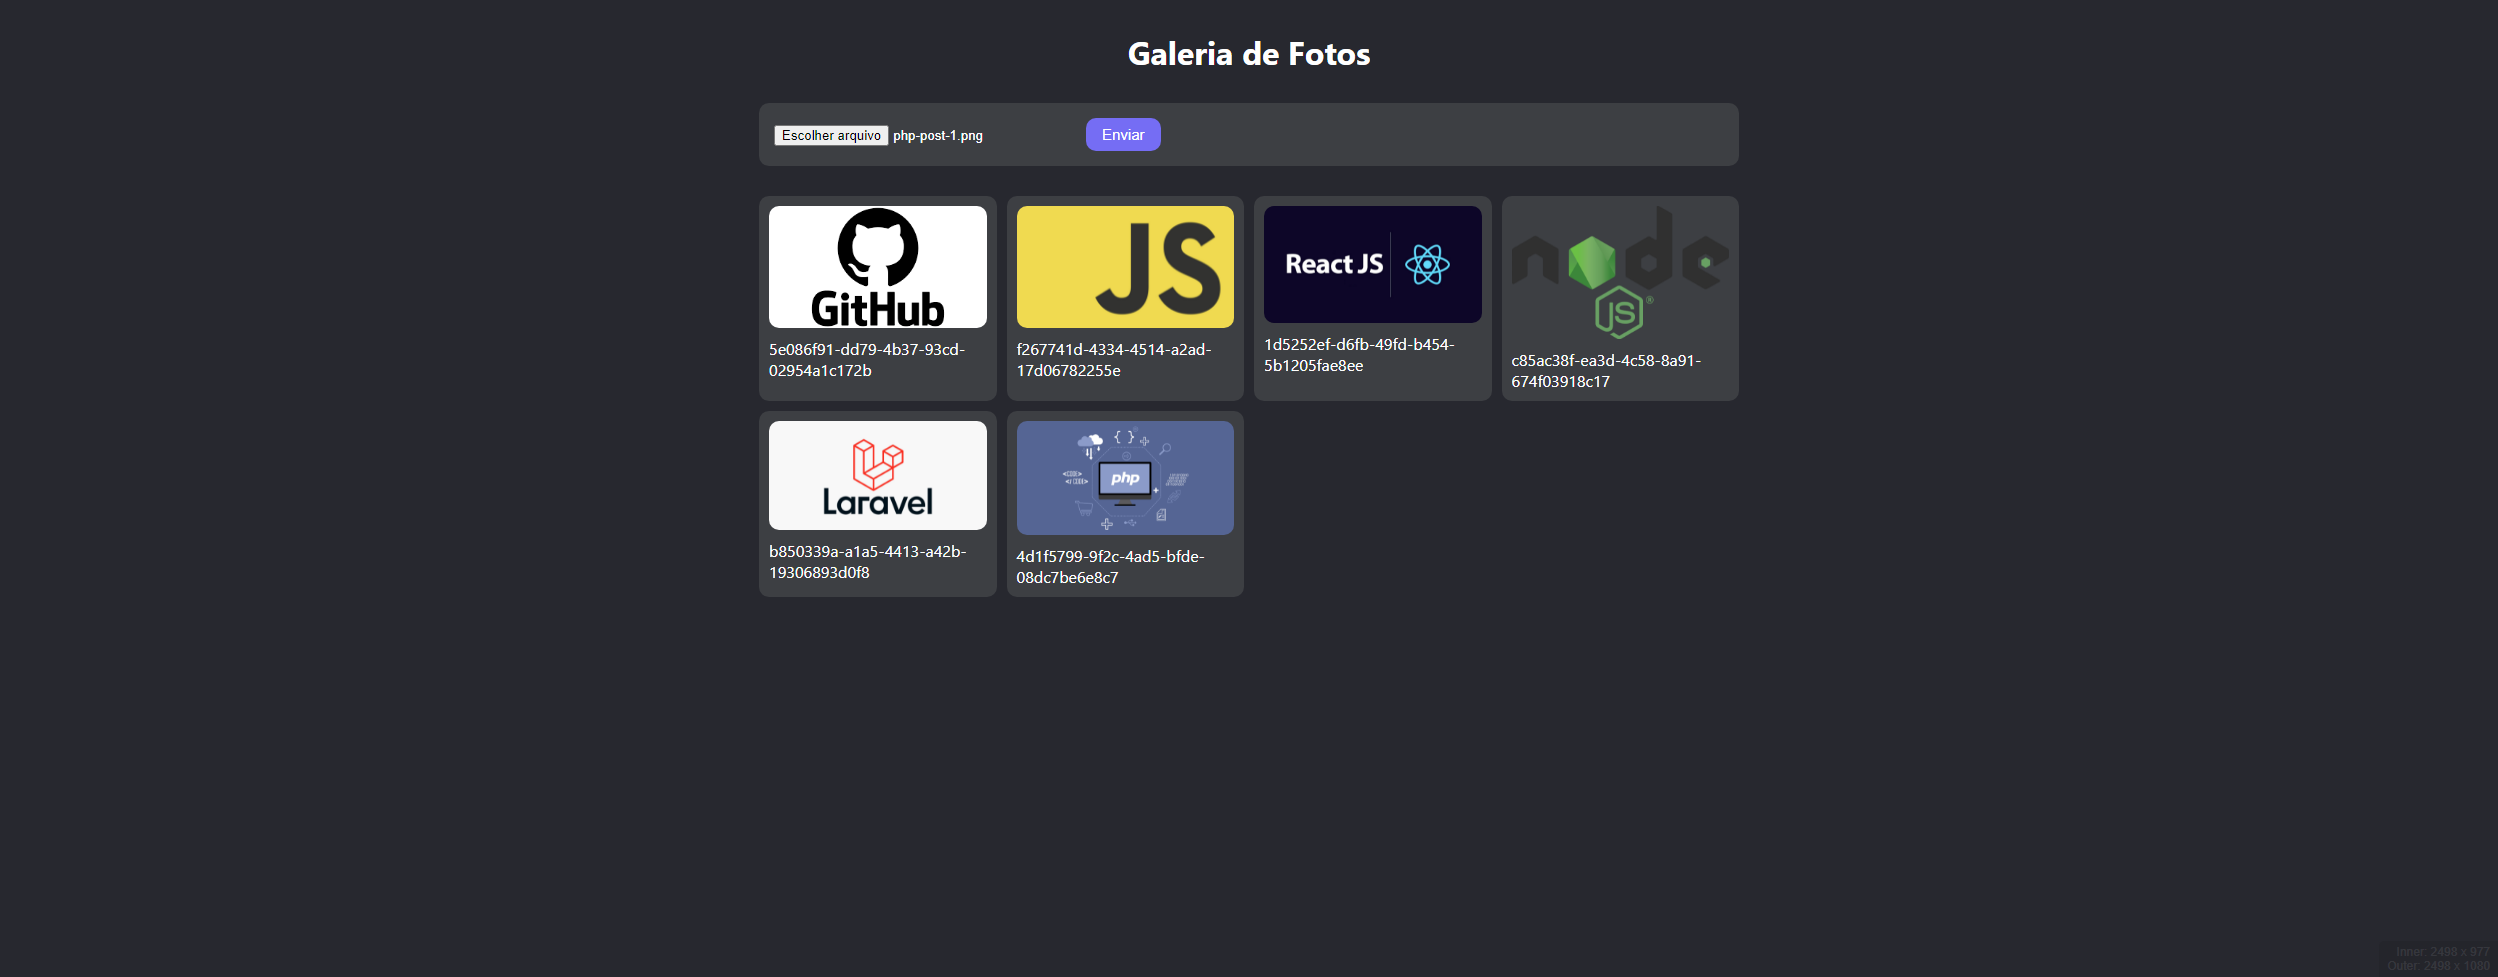 Galeria de Fotos
Escolher arquivo php-post-1.png Enviar
GitHub
JS
React JS
node
JS ®
5e086f91-dd79-4b37-93cd-
02954a1c172b
f267741d-4334-4514-a2ad-
17d06782255e
1d5252ef-d6fb-49fd-b454-
5b1205fae8ee
c85ac38f-ea3d-4c58-8a91-
674f03918c17
Laravel
{ }
<CODE>
php
b850339a-a1a5-4413-a42b-
19306893d0f8
4d1f5799-9f2c-4ad5-bfde-
08dc7be6e8c7
Inner: 2498 x 977
Outer: 2498 x 1080